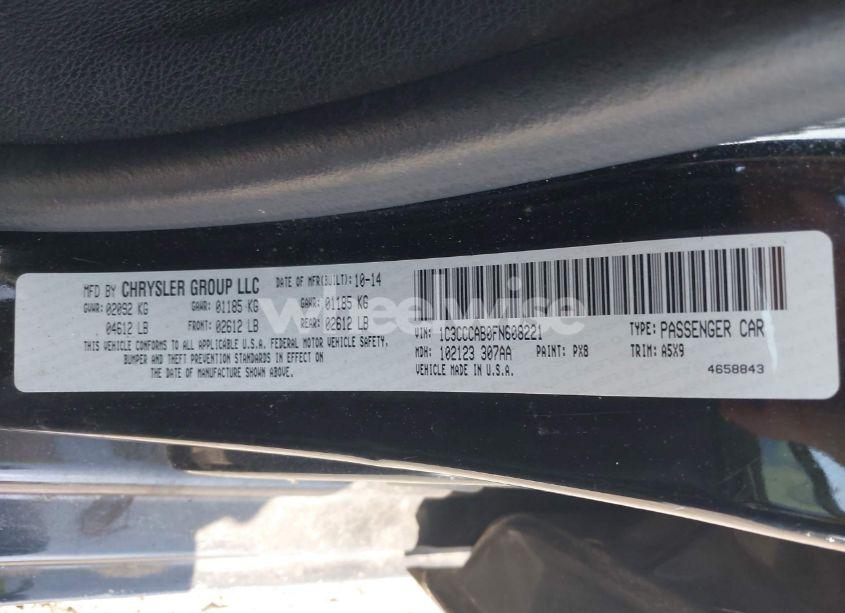 MFD BY CHRYSLER GROUP LLC DATE OF MFR(BUILT): 10-14
GVWR: 02092 KG GAWR: 01185 KG GAWR: 01185 KG
04612 LB FRONT: 02612 LB REAR: 02612 LB
THIS VEHICLE CONFORMS TO ALL APPLICABLE U.S.A. FEDERAL MOTOR VEHICLE SAFETY,
BUMPER AND THEFT PREVENTION STANDARDS IN EFFECT ON
THE DATE OF MANUFACTURE SHOWN ABOVE.
VIN: 1C3CCCAB0FN608221 TYPE: PASSENGER CAR
MDH: 102123 307AA PAINT: PX8 TRIM: A5X9
VEHICLE MADE IN U.S.A. 4658843
wheelwise